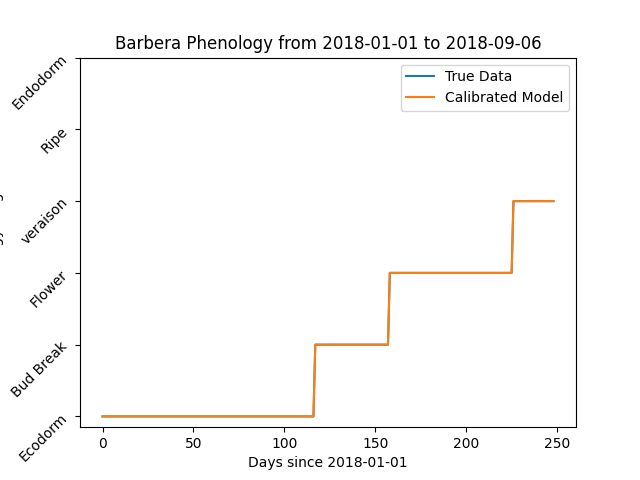 Barbera Phenology from 2018-01-01 to 2018-09-06
True Data
Calibrated Model
Endodorm
Ripe
veraison
Flower
Bud Break
Ecodorm
0 50 100 150 200 250
Days since 2018-01-01